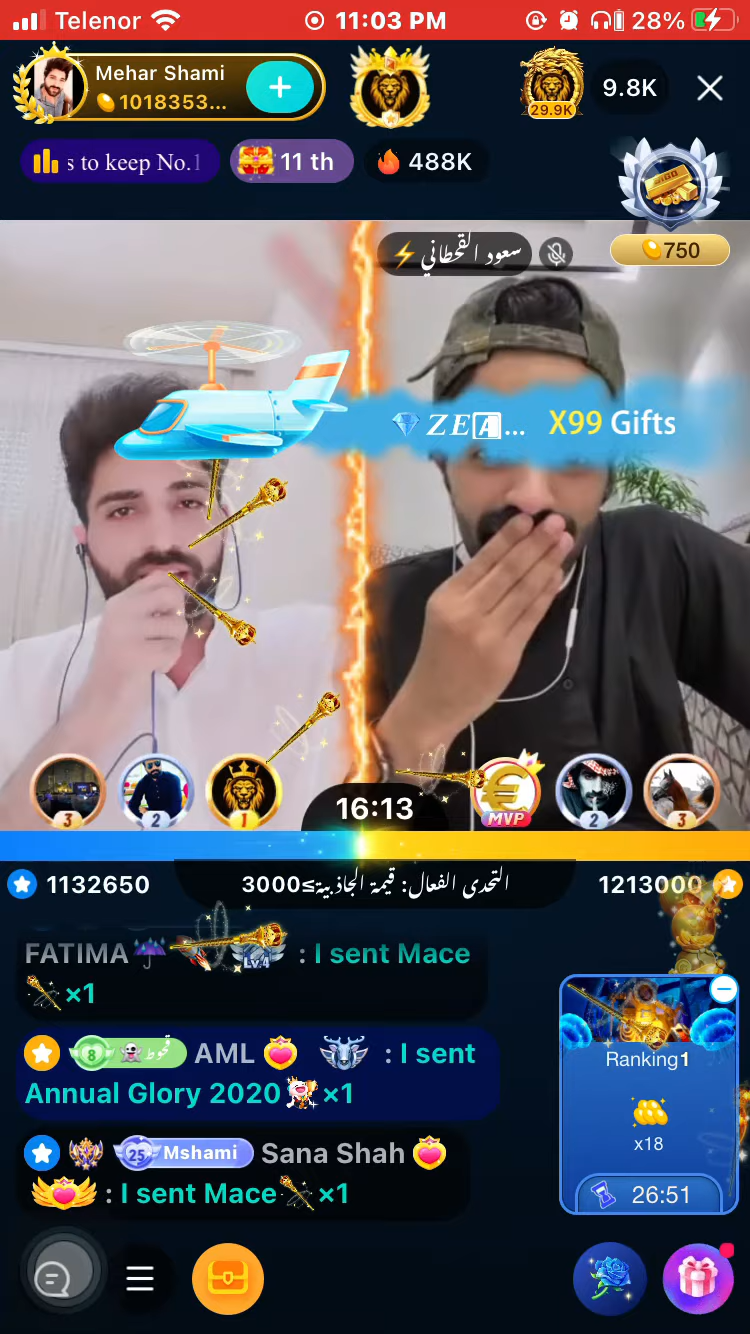 Telenor 11:03 PM 28%
Mehar Shami
1018353...
29.9K
9.8K
s to keep No.1
11 th
488K
سعود القحطاني
750
ZEA... X99 Gifts
3
2
1
16:13
MVP
2
3
1132650
التحدى الفعال: قيمة الجاذبية≥3000
1213000
FATIMA Lv.4 : I sent Mace
×1
8 قحوط AML : I sent
Annual Glory 2020 ×1
25 Mshami Sana Shah
: I sent Mace ×1
Ranking1
x18
26:51